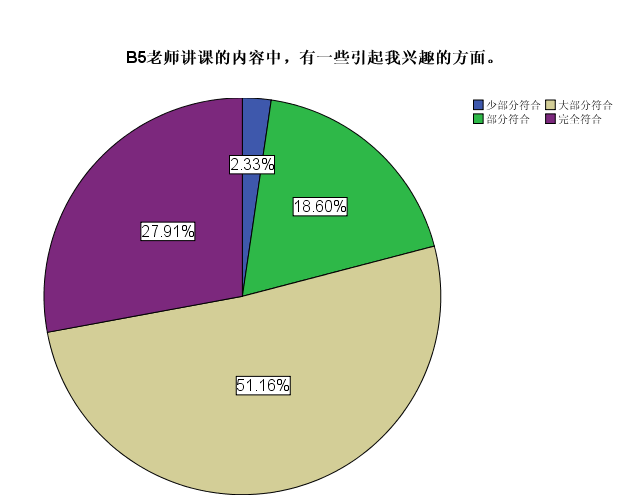 B5老师讲课的内容中，有一些引起我兴趣的方面。
少部分符合 大部分符合
部分符合 完全符合
2.33%
18.60%
27.91%
51.16%